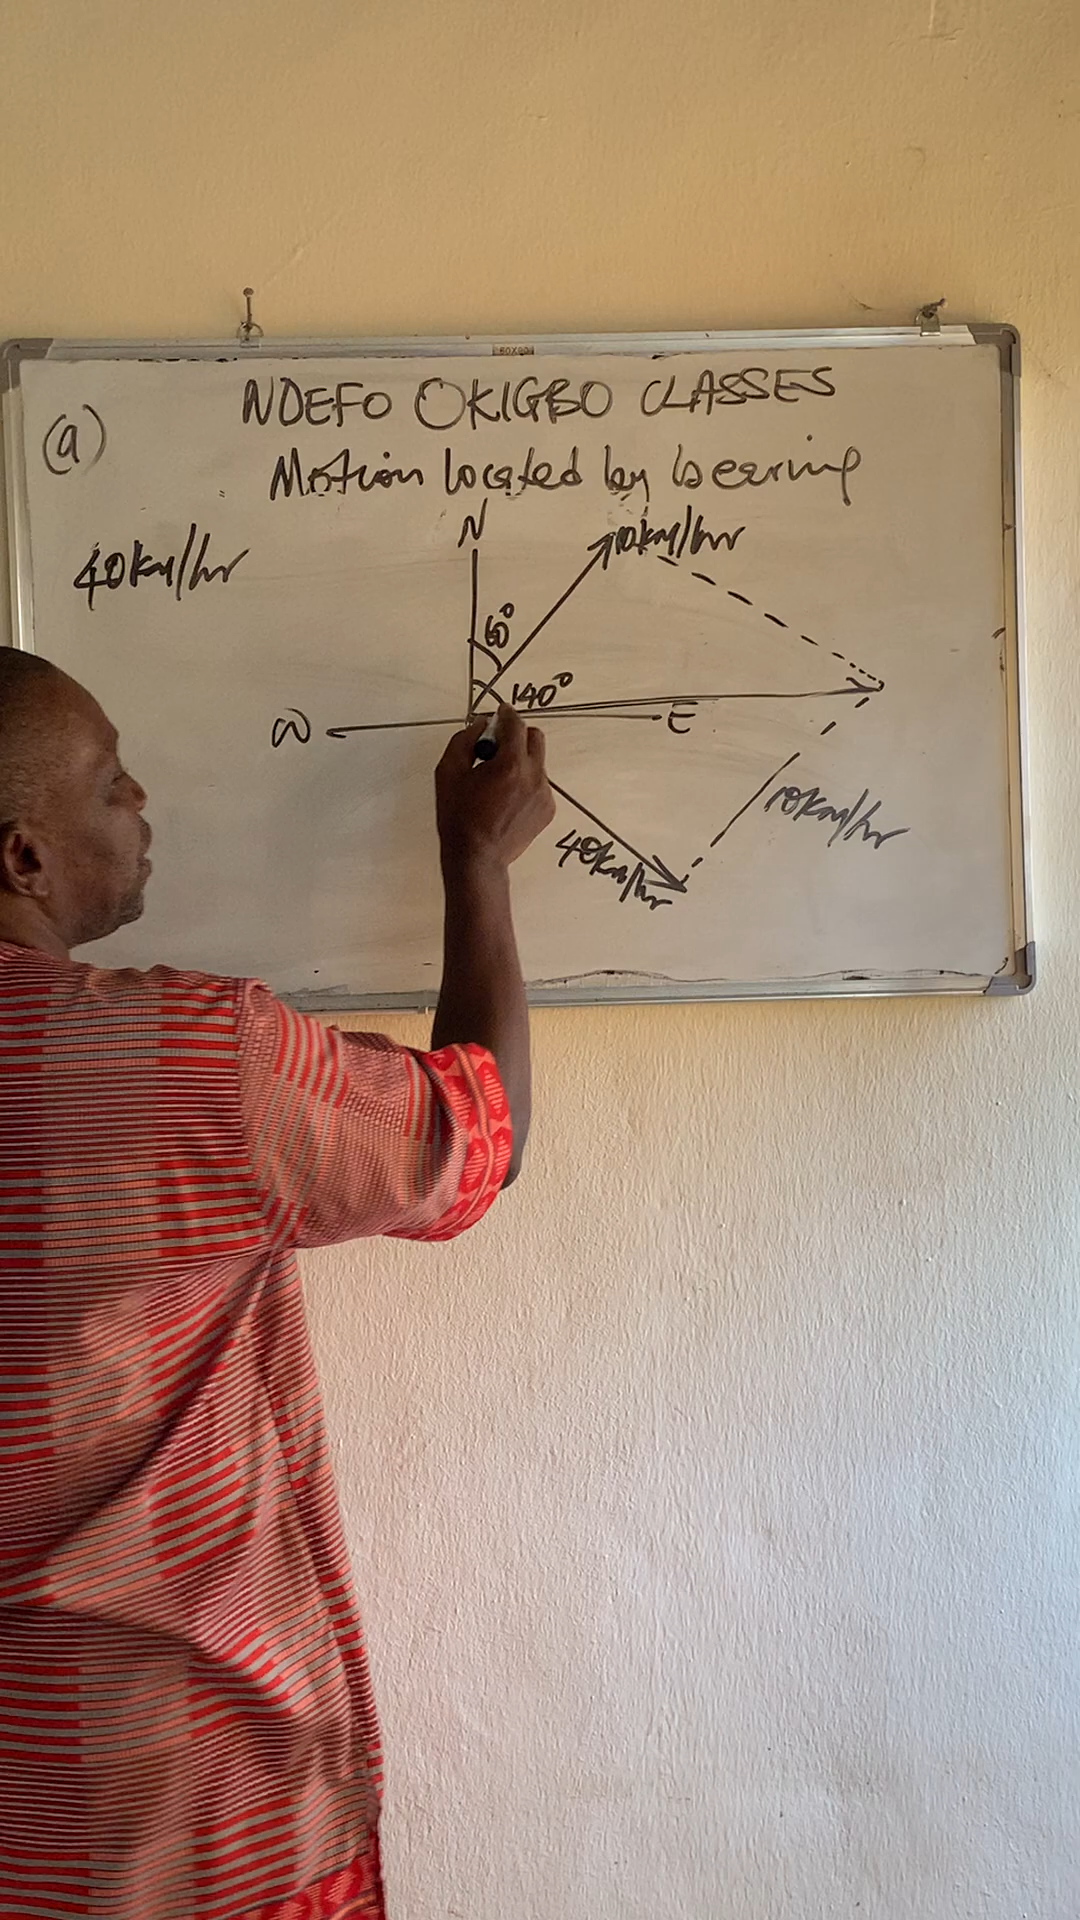 NDEFO OKIGBO CLASSES
(a)
Motion located by bearing
N
10km/hr
40km/hr
60°
140°
W
E
10km/hr
40km/hr